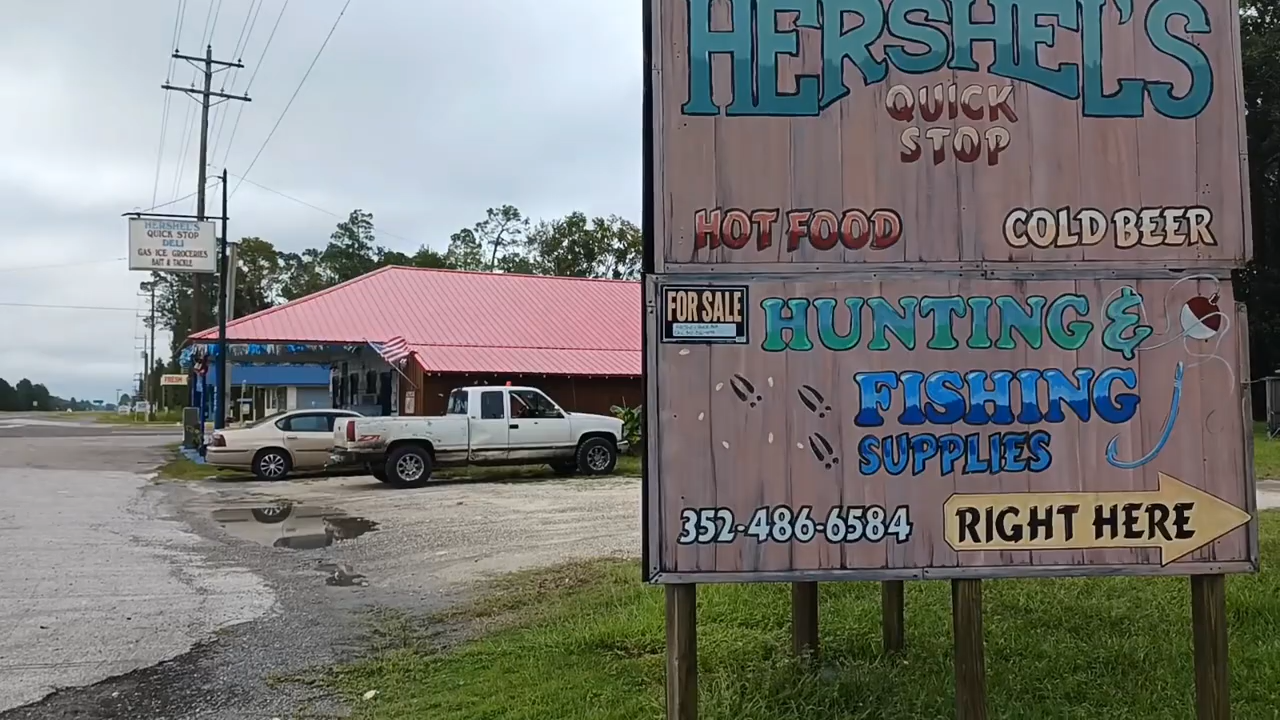 HERSHEL'S
QUICK
STOP
HOT FOOD
COLD BEER
FOR SALE
HUNTING &
FISHING
SUPPLIES
352-486-6584
RIGHT HERE
HERSHEL'S
QUICK STOP
DELI
GAS ICE GROCERIES
BAIT & TACKLE
FRESH